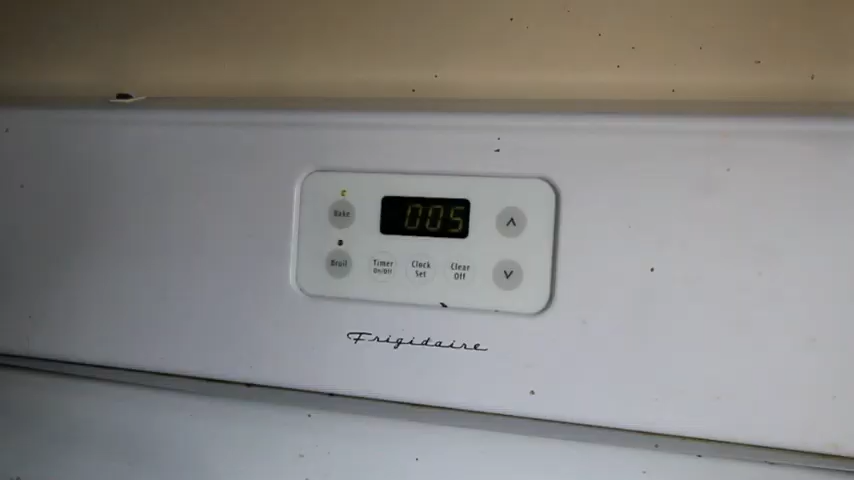 Bake
005
Broil
Timer
On/Off
Clock
Set
Clear
Off
Frigidaire